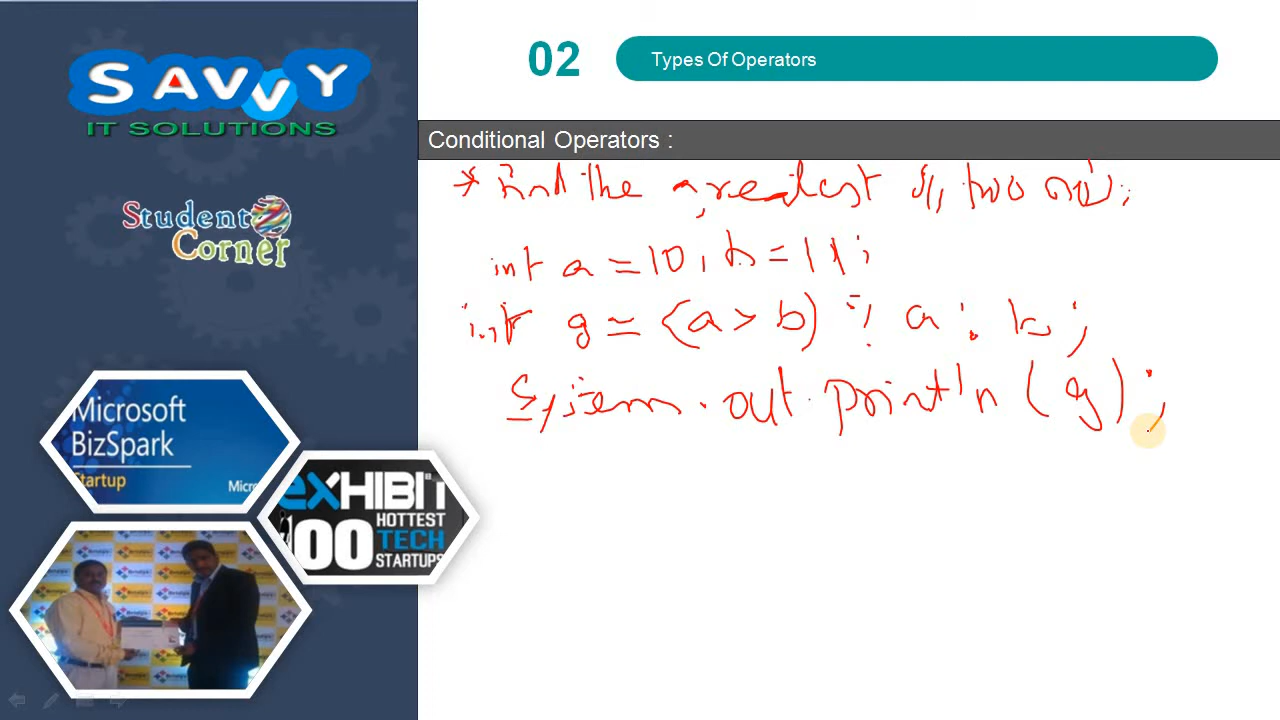 SAVVY
IT SOLUTIONS
Student
Corner
Microsoft
BizSpark
Startup
Micros
eXHIBIT
100 HOTTEST
TECH
STARTUPS
02 Types Of Operators
Conditional Operators :
* Find the greatest of two no's;
int a = 10, b = 11;
int g = (a > b) ? a : b;
System.out.println(g);